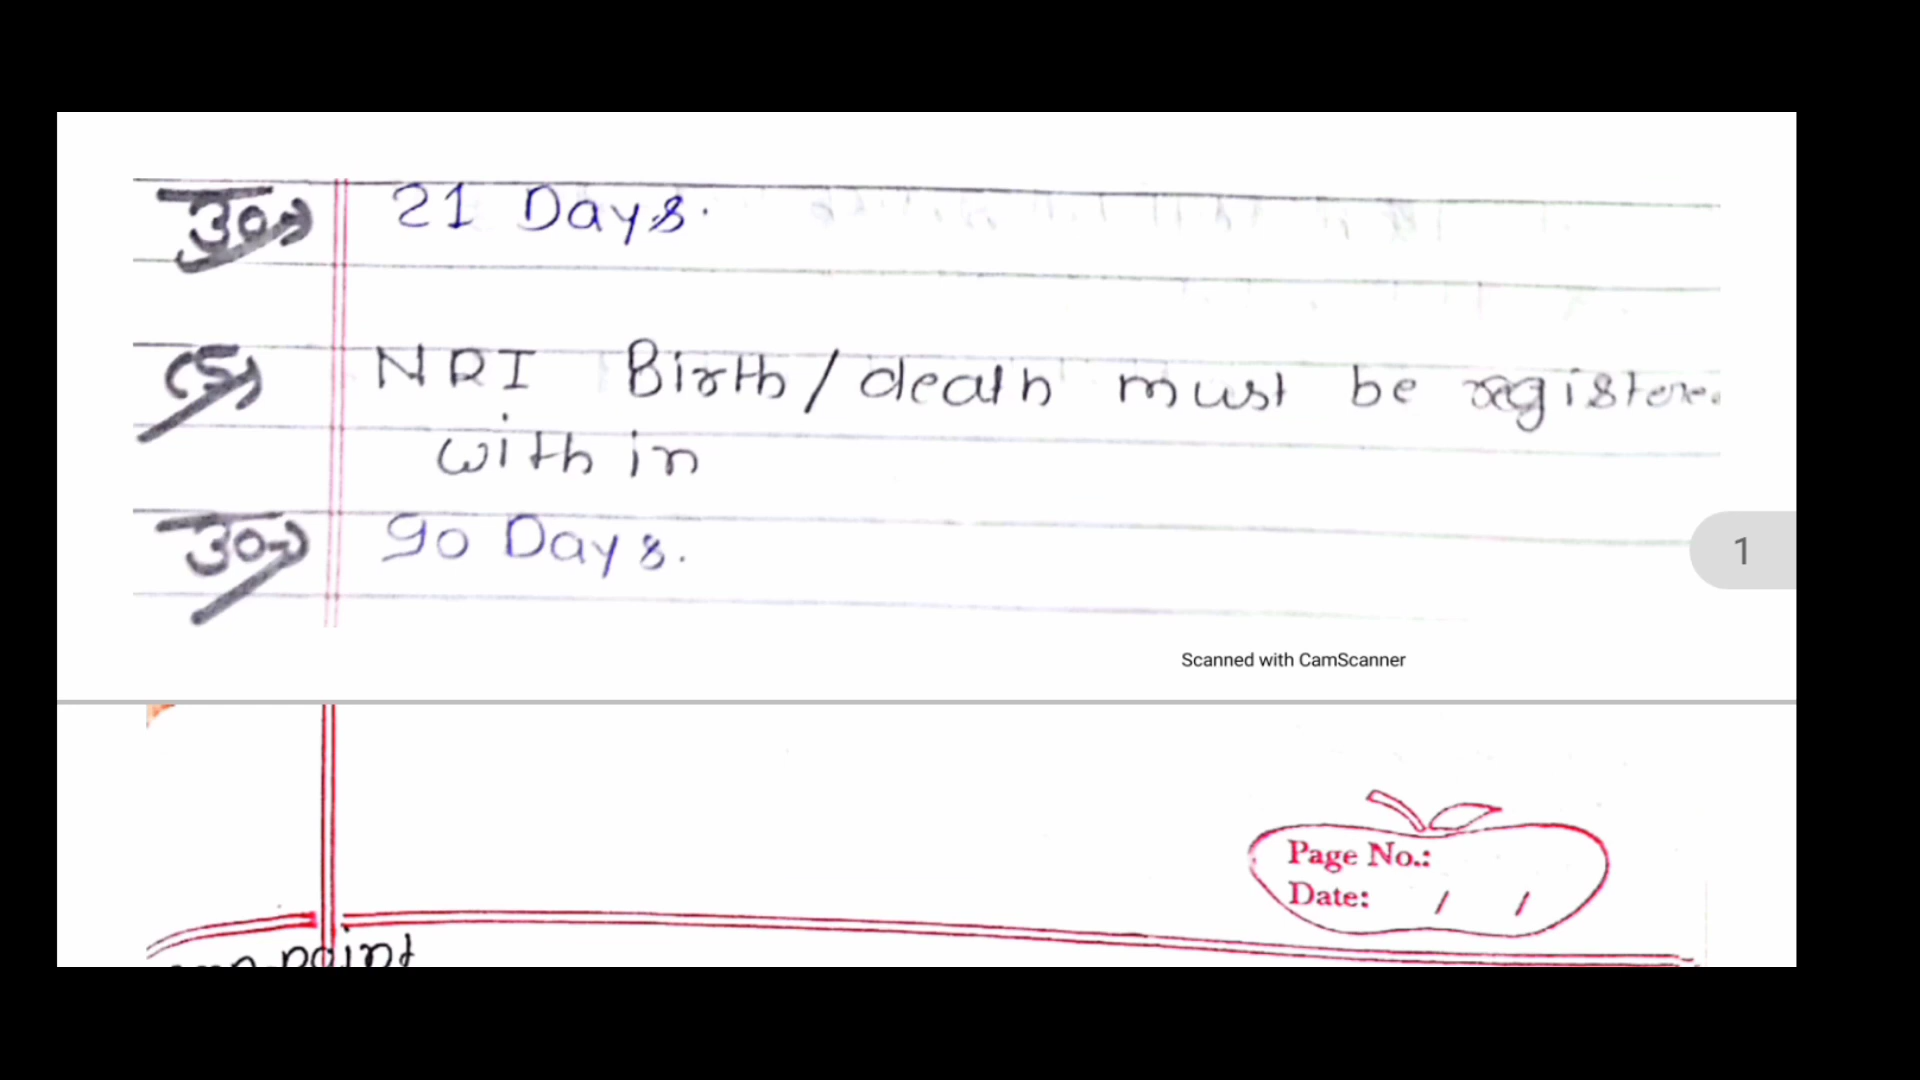 उ०→ 21 Days.
(5) NRI Birth/death must be
with in
उ०→ 90 Days.
1
Scanned with CamScanner
Page No.:
Date: / /
point